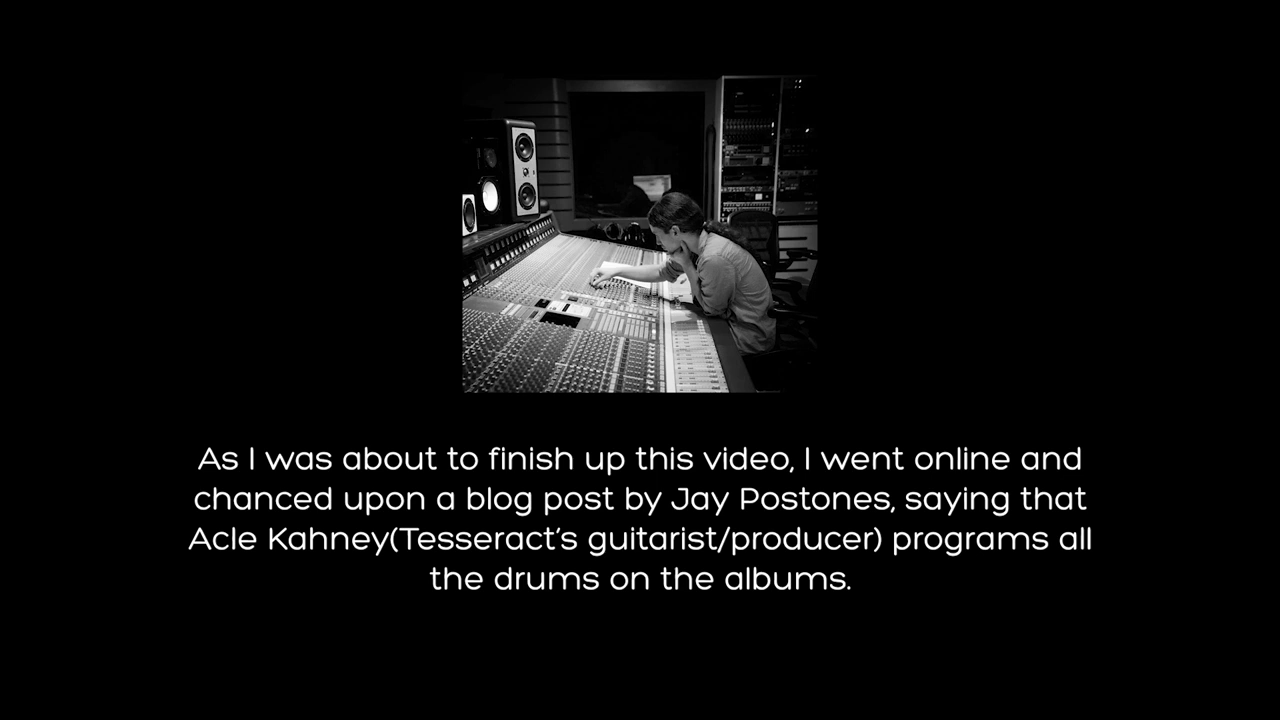 As I was about to finish up this video, I went online and
chanced upon a blog post by Jay Postones, saying that
Acle Kahney(Tesseract's guitarist/producer) programs all
the drums on the albums.